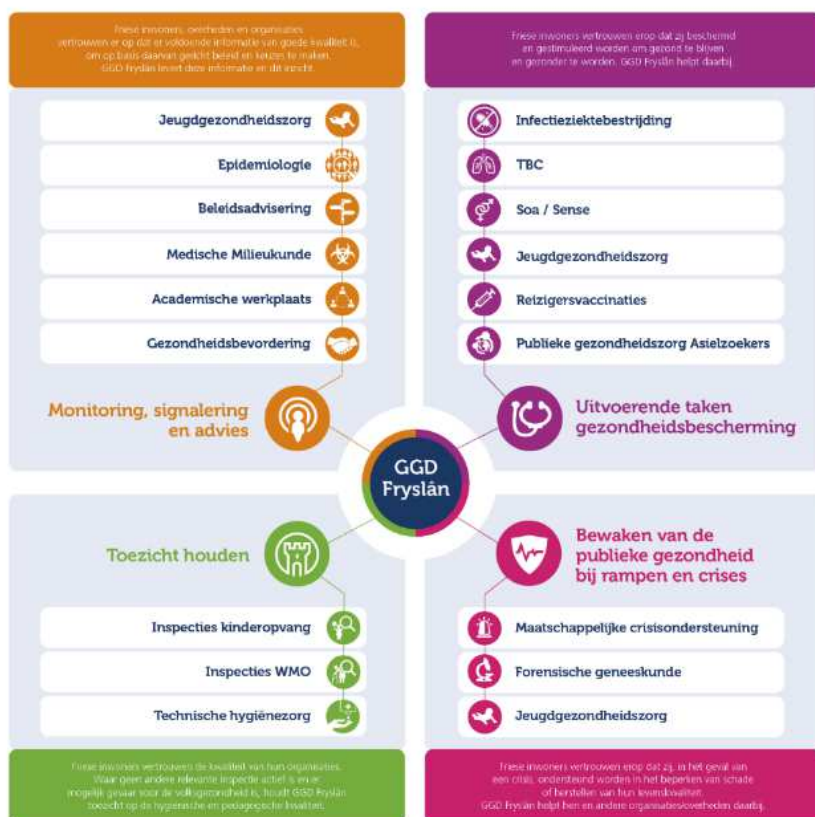 Friese inwoners, overheden en organisaties
vertrouwen er op dat er voldoende informatie van goede kwaliteit is,
om op basis daarvan gericht beleid en keuzes te maken.
GGD Fryslân levert deze informatie en dit inzicht.
Jeugdgezondheidszorg
Epidemiologie
Beleidsadvisering
Medische Milieukunde
Academische werkplaats
Gezondheidsbevordering
Monitoring, signalering
en advies
Friese inwoners vertrouwen erop dat zij beschermd
en gestimuleerd worden om gezond te blijven
en gezonder te worden. GGD Fryslân helpt daarbij.
Infectieziektebestrijding
TBC
Soa / Sense
Jeugdgezondheidszorg
Reizigersvaccinaties
Publieke gezondheidszorg Asielzoekers
Uitvoerende taken
gezondheidsbescherming
GGD
Fryslân
Toezicht houden
Inspecties kinderopvang
Inspecties WMO
Technische hygiënezorg
Friese inwoners vertrouwen de kwaliteit van hun organisaties.
Waar geen andere relevante inspectie actief is en er
mogelijk gevaar voor de volksgezondheid is, houdt GGD Fryslân
toezicht op de hygiënische en pedagogische kwaliteit.
Bewaken van de
publieke gezondheid
bij rampen en crises
Maatschappelijke crisisondersteuning
Forensische geneeskunde
Jeugdgezondheidszorg
Friese inwoners vertrouwen erop dat zij, in het geval van
een crisis, ondersteund worden in het beperken van schade
of herstellen van hun levenskwaliteit.
GGD Fryslân helpt hen en andere organisaties/overheden daarbij.